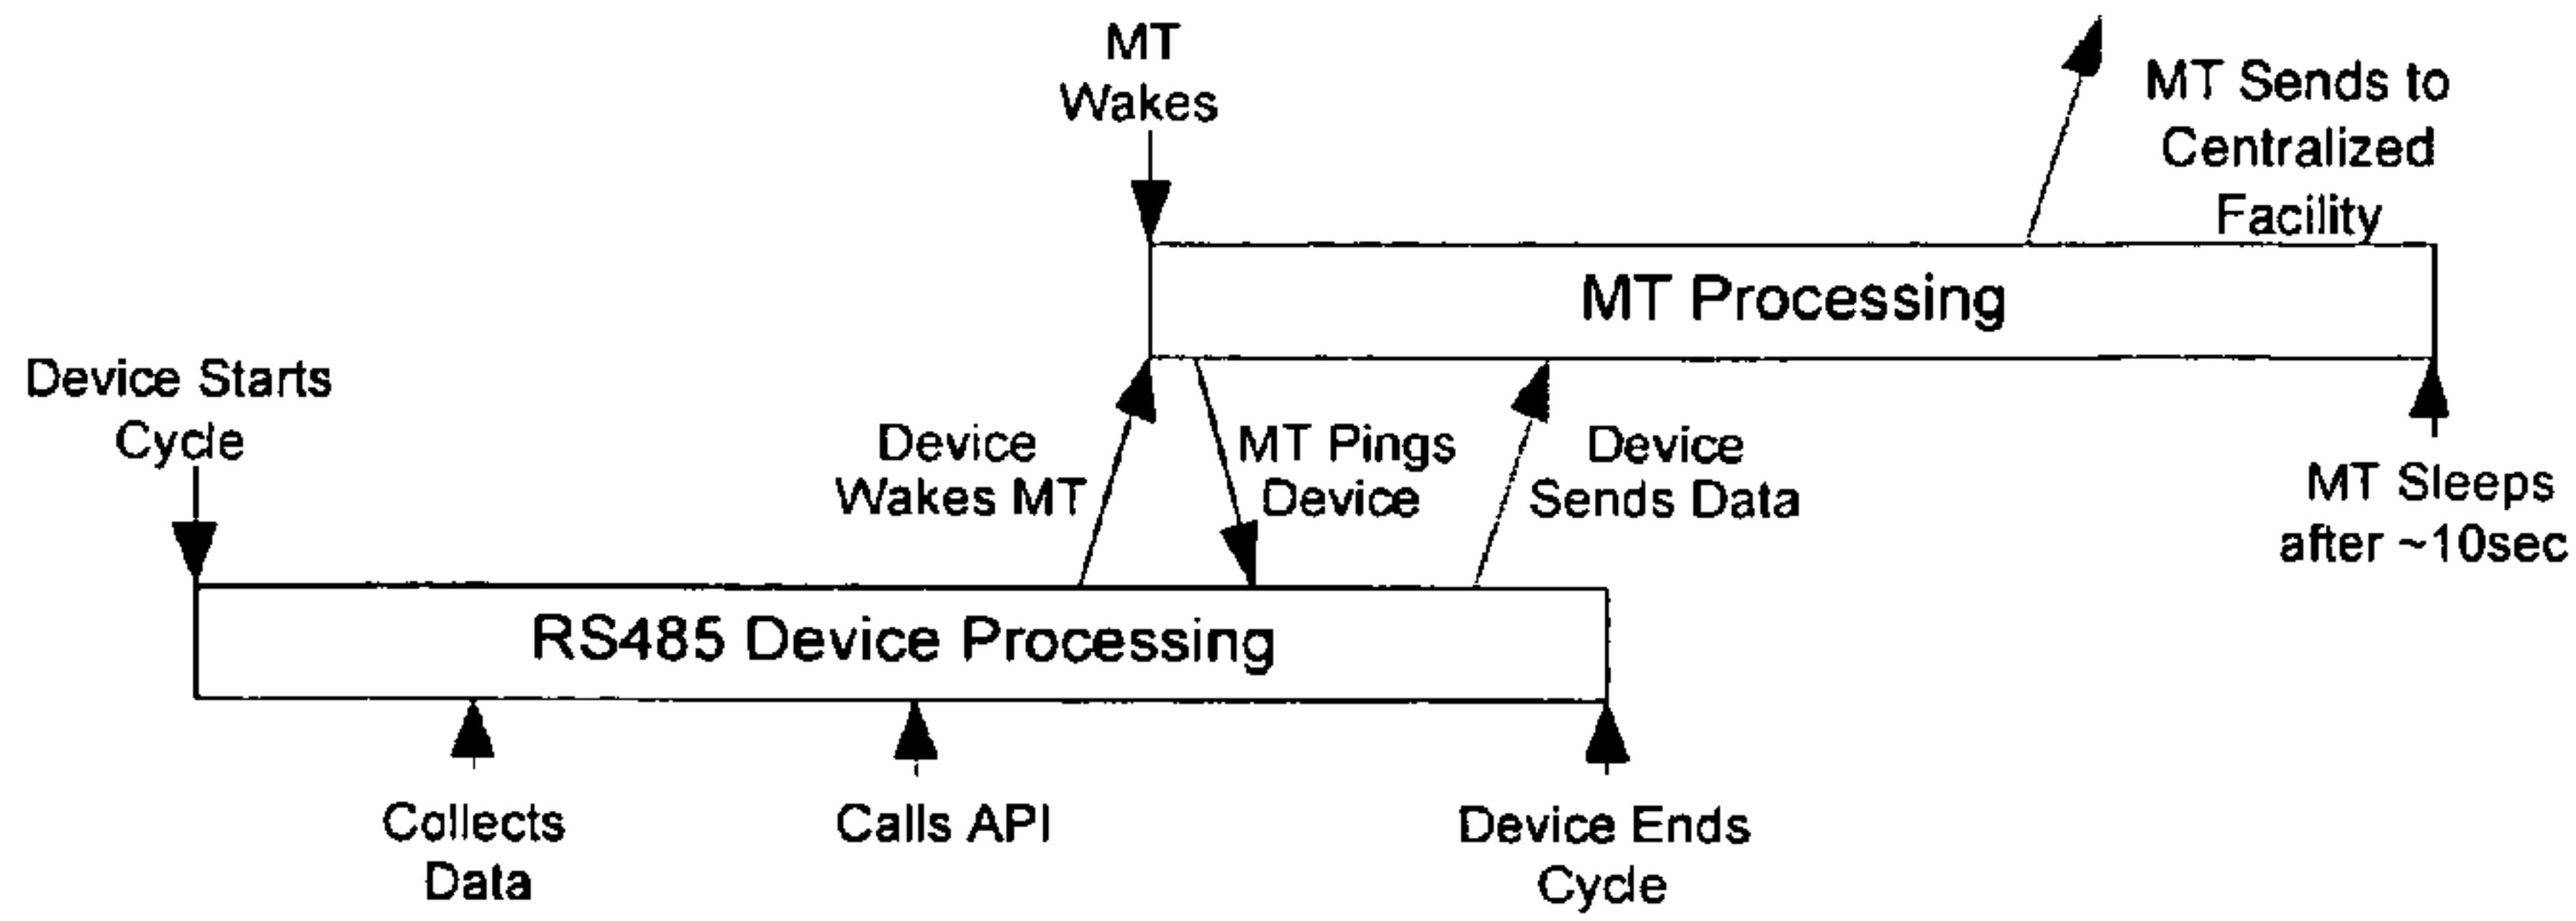 MT
Wakes
MT Sends to
Centralized
Facility
MT Processing
Device Starts
Cycle
Device
Wakes MT
MT Pings
Device
Device
Sends Data
MT Sleeps
after ~10sec
RS485 Device Processing
Collects
Data
Calls API
Device Ends
Cycle